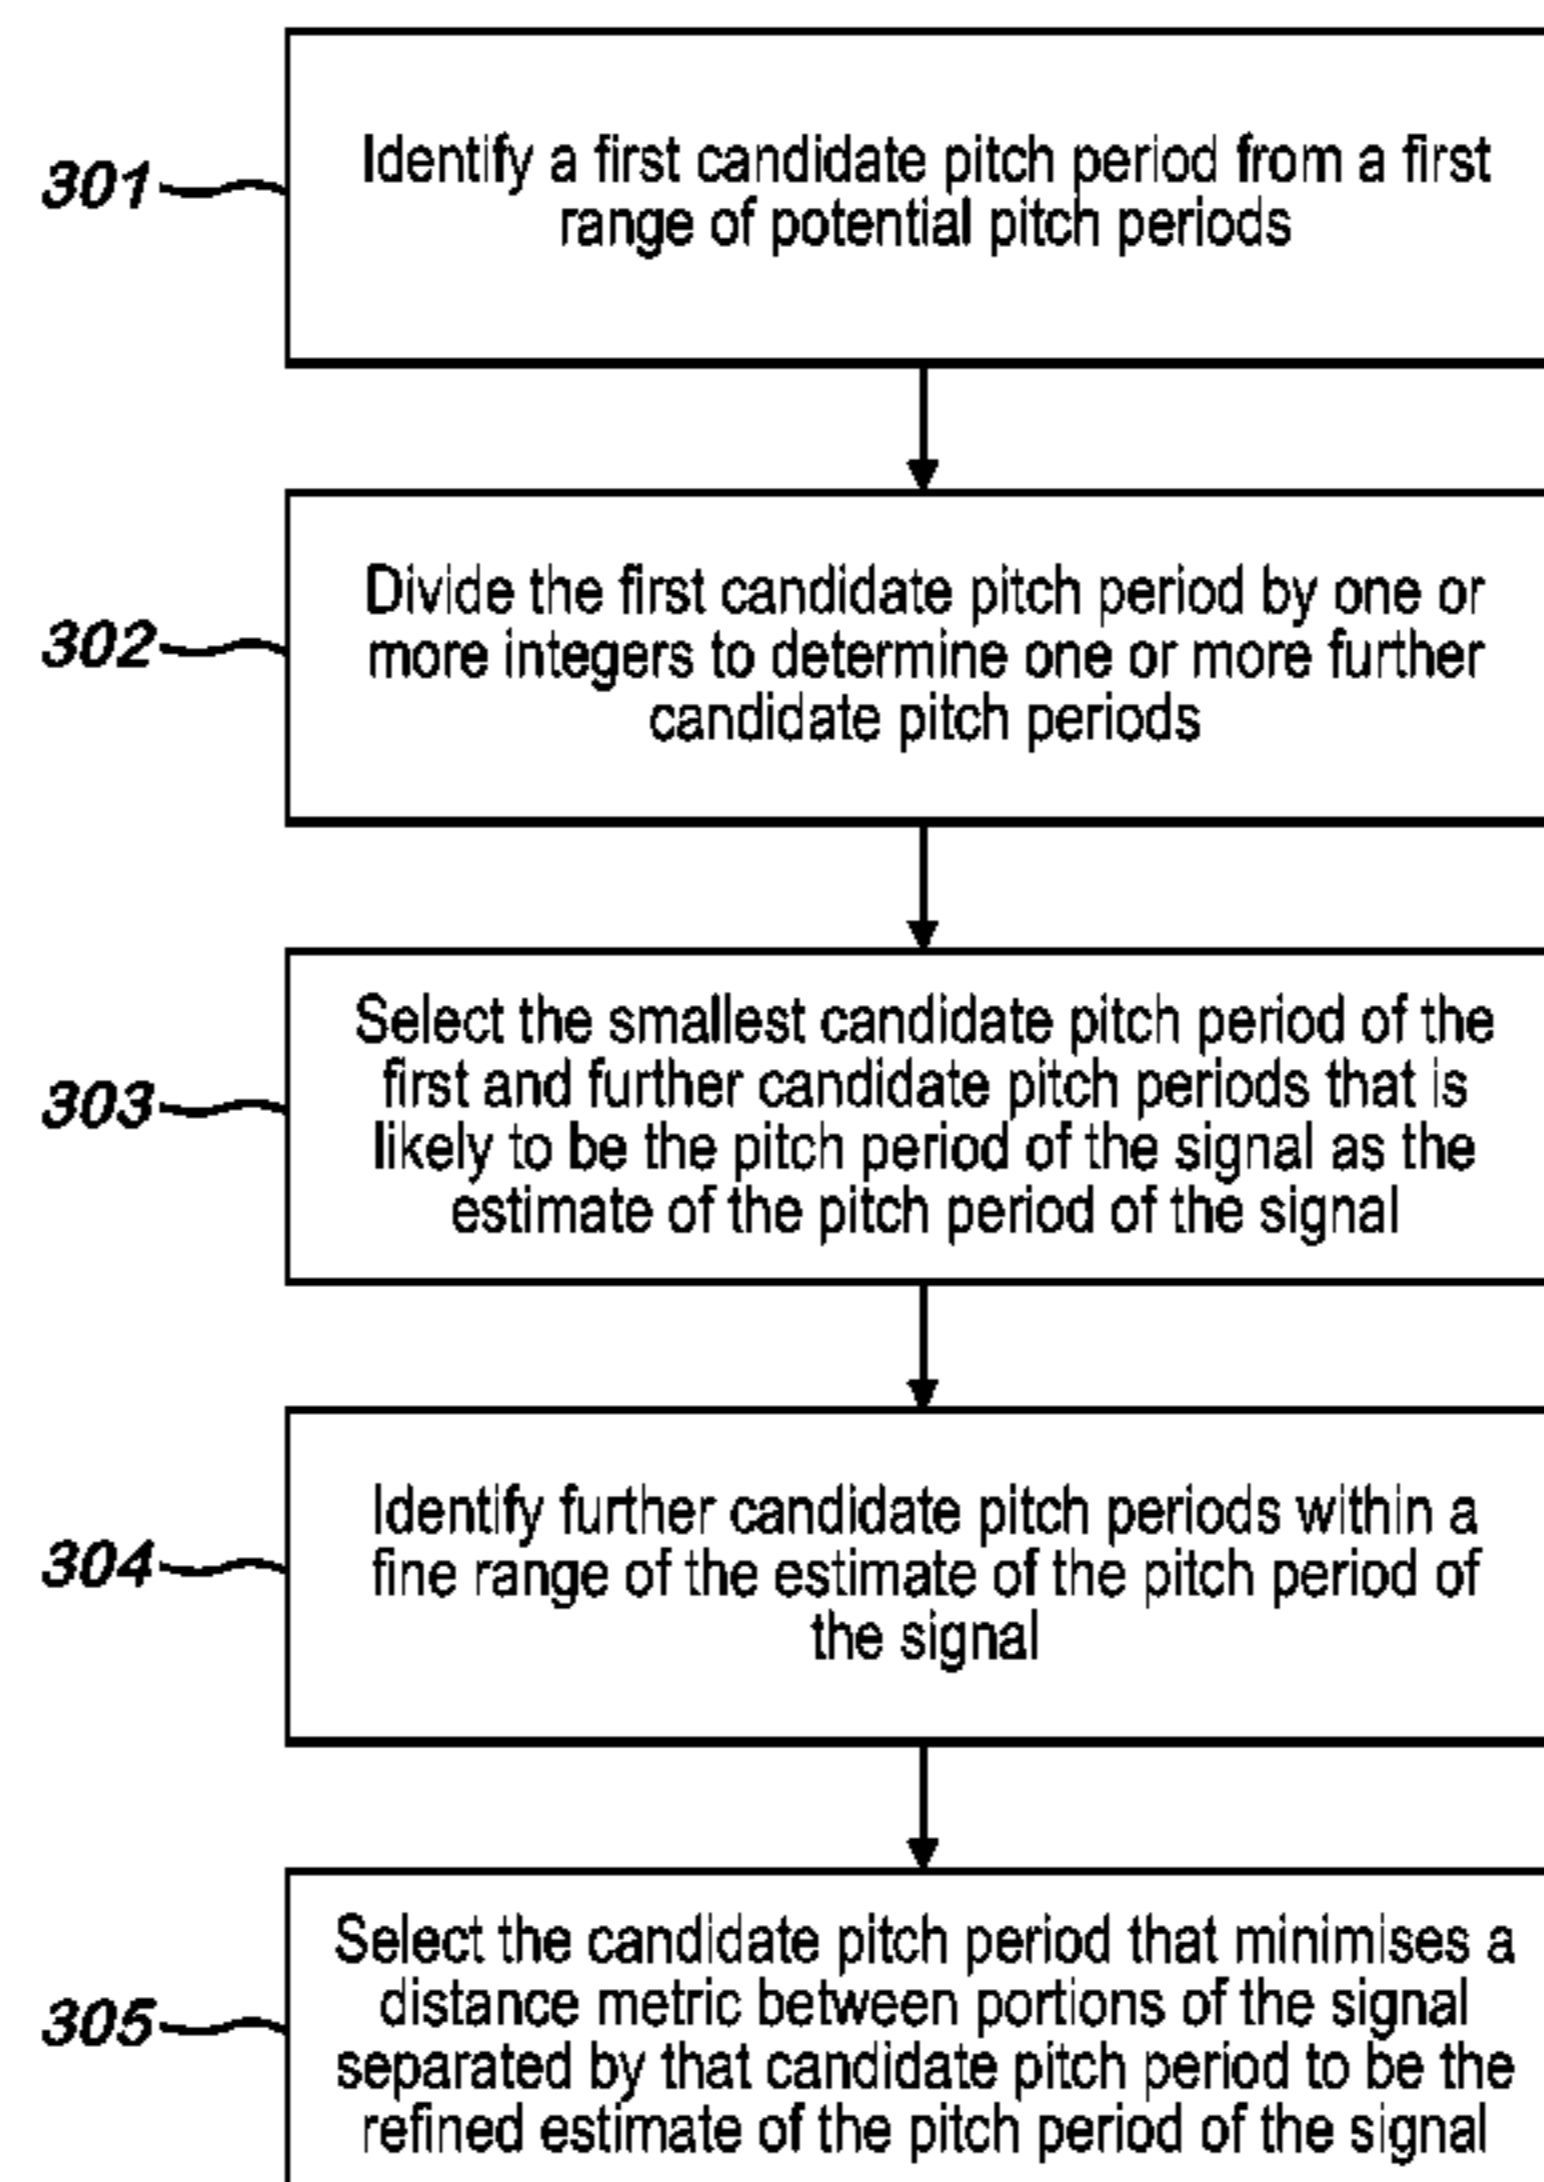 301
Identify a first candidate pitch period from a first
range of potential pitch periods
302
Divide the first candidate pitch period by one or
more integers to determine one or more further
candidate pitch periods
303
Select the smallest candidate pitch period of the
first and further candidate pitch periods that is
likely to be the pitch period of the signal as the
estimate of the pitch period of the signal
304
Identify further candidate pitch periods within a
fine range of the estimate of the pitch period of
the signal
305
Select the candidate pitch period that minimises a
distance metric between portions of the signal
separated by that candidate pitch period to be the
refined estimate of the pitch period of the signal